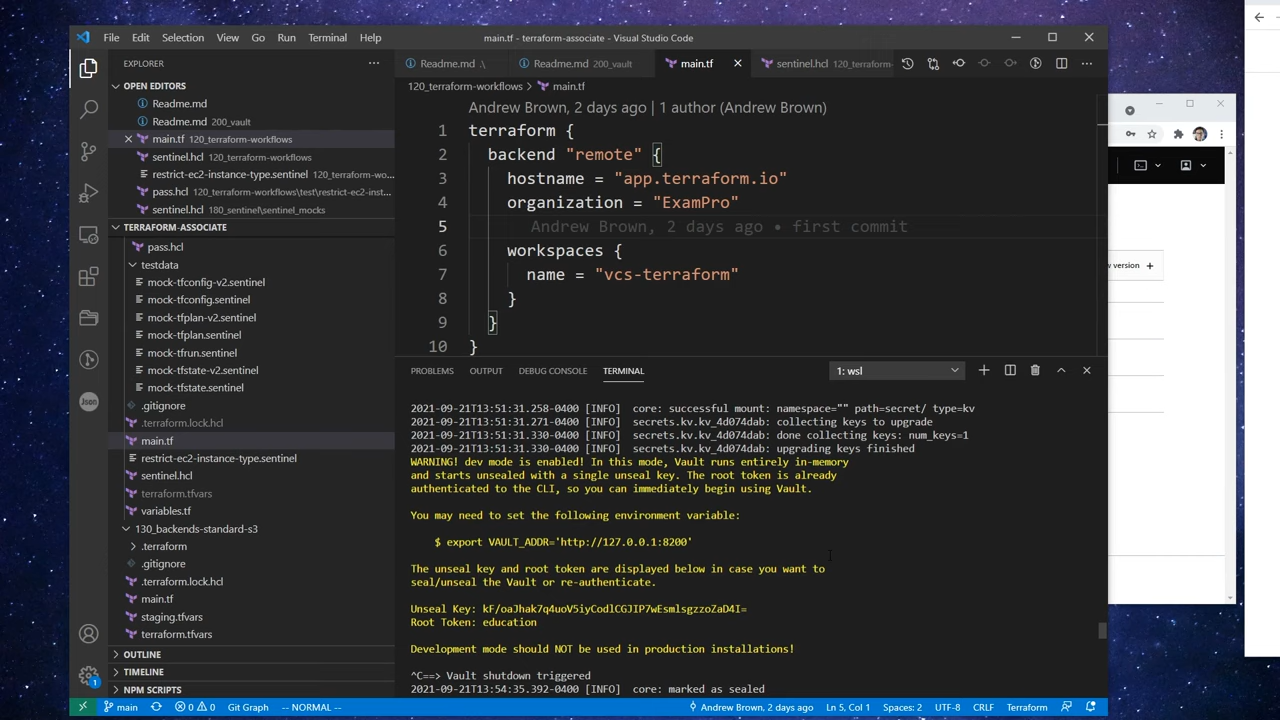 File Edit Selection View Go Run Terminal Help
main.tf - terraform-associate - Visual Studio Code
EXPLORER
OPEN EDITORS
Readme.md
Readme.md 200_vault
main.tf 120_terraform-workflows
sentinel.hcl 120_terraform-workflows
restrict-ec2-instance-type.sentinel 120_terraform-wo...
pass.hcl 120_terraform-workflows\test\restrict-ec2-inst...
sentinel.hcl 180_sentinel\sentinel_mocks
TERRAFORM-ASSOCIATE
pass.hcl
testdata
mock-tfconfig-v2.sentinel
mock-tfconfig.sentinel
mock-tfplan-v2.sentinel
mock-tfplan.sentinel
mock-tfrun.sentinel
mock-tfstate-v2.sentinel
mock-tfstate.sentinel
.gitignore
.terraform.lock.hcl
main.tf
restrict-ec2-instance-type.sentinel
sentinel.hcl
terraform.tfvars
variables.tf
130_backends-standard-s3
.terraform
.gitignore
.terraform.lock.hcl
main.tf
staging.tfvars
terraform.tfvars
OUTLINE
TIMELINE
NPM SCRIPTS
Json
1
Readme.md .\
Readme.md 200_vault
main.tf
sentinel.hcl 120_terraform-
120_terraform-workflows > main.tf
Andrew Brown, 2 days ago | 1 author (Andrew Brown)
1 terraform {
2 backend "remote" {
3 hostname = "app.terraform.io"
4 organization = "ExamPro"
5 Andrew Brown, 2 days ago • first commit
6 workspaces {
7 name = "vcs-terraform"
8 }
9 }
10 }
PROBLEMS OUTPUT DEBUG CONSOLE TERMINAL
1: wsl
2021-09-21T13:51:31.258-0400 [INFO] core: successful mount: namespace="" path=secret/ type=kv
2021-09-21T13:51:31.271-0400 [INFO] secrets.kv.kv_4d074dab: collecting keys to upgrade
2021-09-21T13:51:31.330-0400 [INFO] secrets.kv.kv_4d074dab: done collecting keys: num_keys=1
2021-09-21T13:51:31.330-0400 [INFO] secrets.kv.kv_4d074dab: upgrading keys finished
WARNING! dev mode is enabled! In this mode, Vault runs entirely in-memory
and starts unsealed with a single unseal key. The root token is already
authenticated to the CLI, so you can immediately begin using Vault.
You may need to set the following environment variable:
$ export VAULT_ADDR='http://127.0.0.1:8200'
The unseal key and root token are displayed below in case you want to
seal/unseal the Vault or re-authenticate.
Unseal Key: kF/oaJhak7q4uoV5iyCodlCGJIP7wEsmlsgzzoZaD4I=
Root Token: education
Development mode should NOT be used in production installations!
^C==> Vault shutdown triggered
2021-09-21T13:54:35.392-0400 [INFO] core: marked as sealed
main
0 0
Git Graph
-- NORMAL --
Andrew Brown, 2 days ago
Ln 5, Col 1
Spaces: 2
UTF-8
CRLF
Terraform
w version +